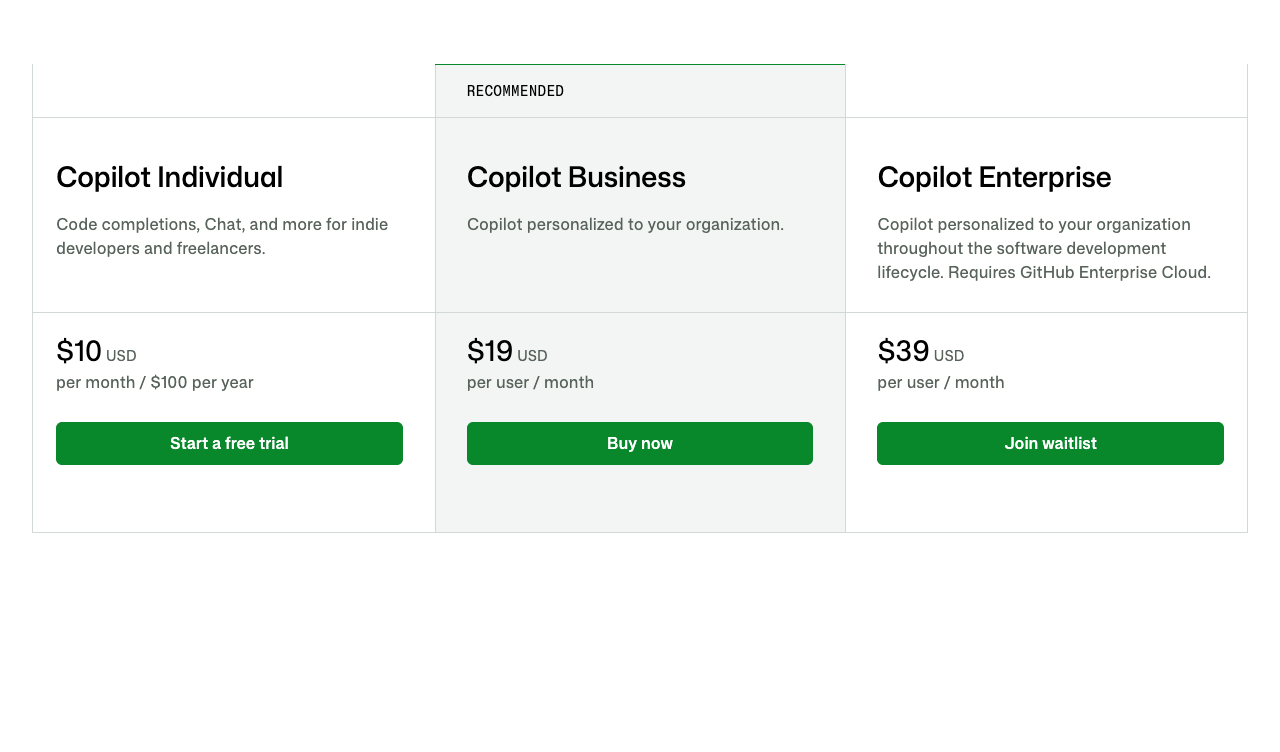 RECOMMENDED
Copilot Individual
Code completions, Chat, and more for indie
developers and freelancers.
$10 USD
per month / $100 per year
Start a free trial
Copilot Business
Copilot personalized to your organization.
$19 USD
per user / month
Buy now
Copilot Enterprise
Copilot personalized to your organization
throughout the software development
lifecycle. Requires GitHub Enterprise Cloud.
$39 USD
per user / month
Join waitlist